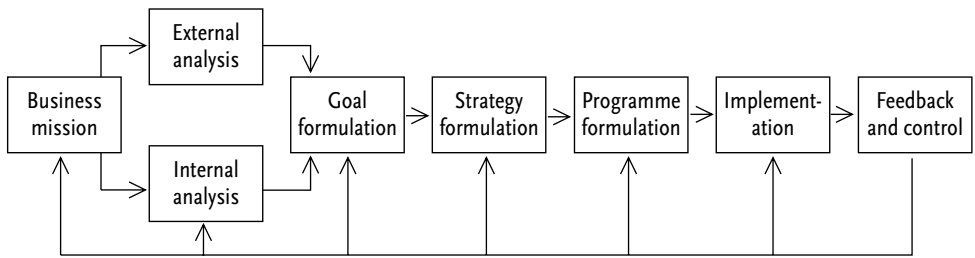 External
analysis
Business
mission
Internal
analysis
Goal
formulation
Strategy
formulation
Programme
formulation
Implement-
ation
Feedback
and control